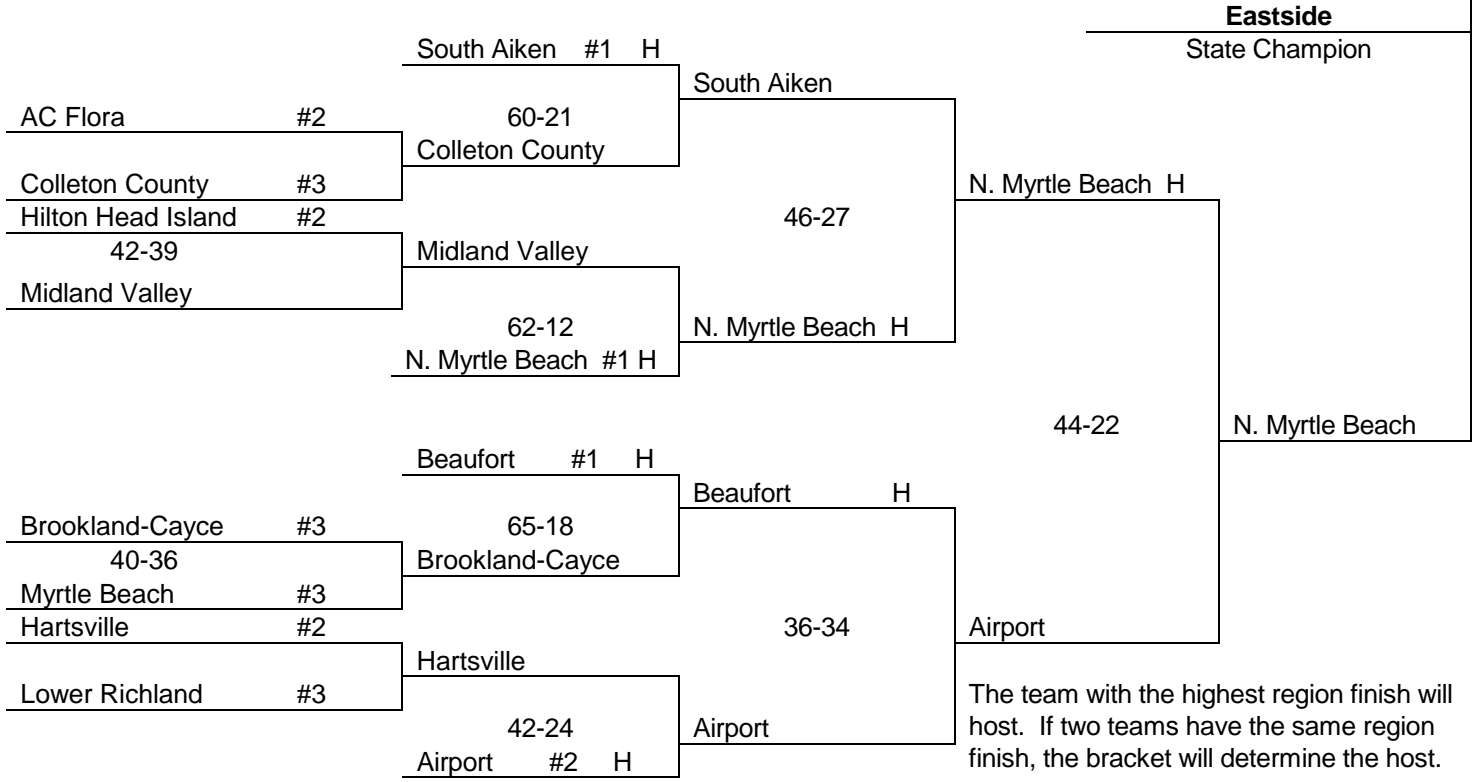 Eastside
South Aiken #1 H
State Champion
South Aiken
AC Flora #2
60-21
Colleton County
Colleton County #3
N. Myrtle Beach H
Hilton Head Island #2
46-27
42-39
Midland Valley
Midland Valley
62-12
N. Myrtle Beach H
N. Myrtle Beach #1 H
44-22
N. Myrtle Beach
Beaufort #1 H
Beaufort H
Brookland-Cayce #3
65-18
40-36
Brookland-Cayce
Myrtle Beach #3
Hartsville #2
36-34
Airport
Hartsville
Lower Richland #3
The team with the highest region finish will
host. If two teams have the same region
finish, the bracket will determine the host.
42-24
Airport
Airport #2 H